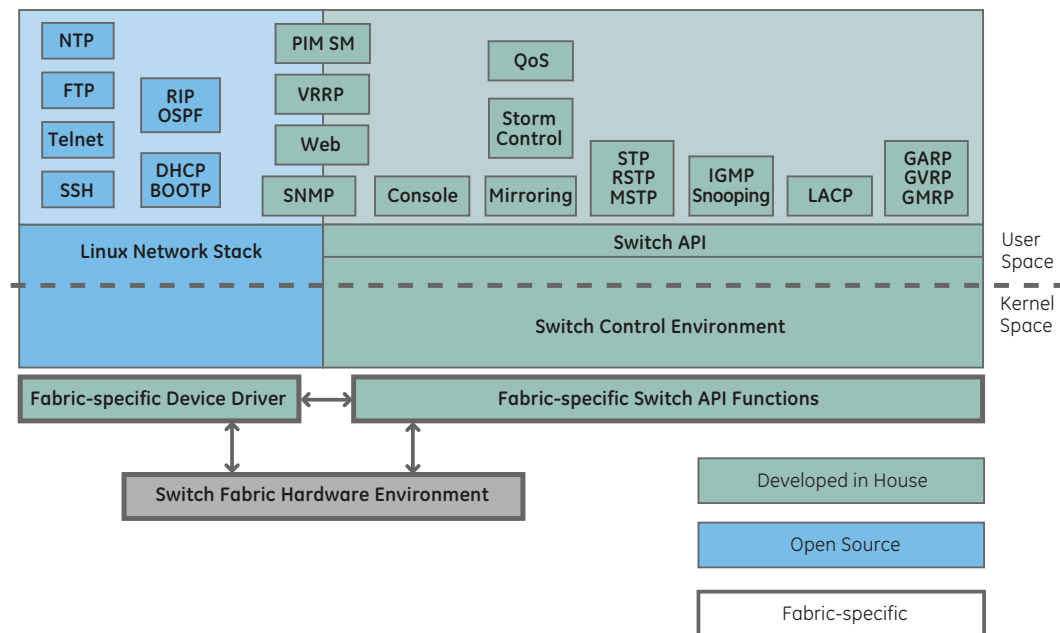 NTP
FTP
Telnet
SSH
RIP
OSPF
DHCP
BOOTP
PIM SM
VRRP
Web
SNMP
Console
QoS
Storm
Control
Mirroring
STP
RSTP
MSTP
IGMP
Snooping
LACP
GARP
GVRP
GMRP
Linux Network Stack
Switch API
User
Space
Kernel
Space
Switch Control Environment
Fabric-specific Device Driver
Fabric-specific Switch API Functions
Switch Fabric Hardware Environment
Developed in House
Open Source
Fabric-specific